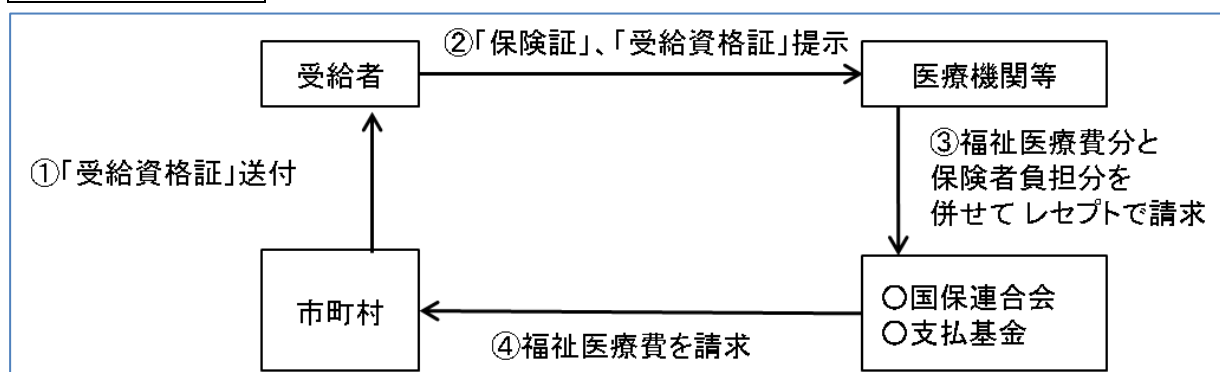 ②「保険証」、「受給資格証」提示
受給者
医療機関等
①「受給資格証」送付
③福祉医療費分と
保険者負担分を
併せて レセプトで請求
市町村
○国保連合会
○支払基金
④福祉医療費を請求